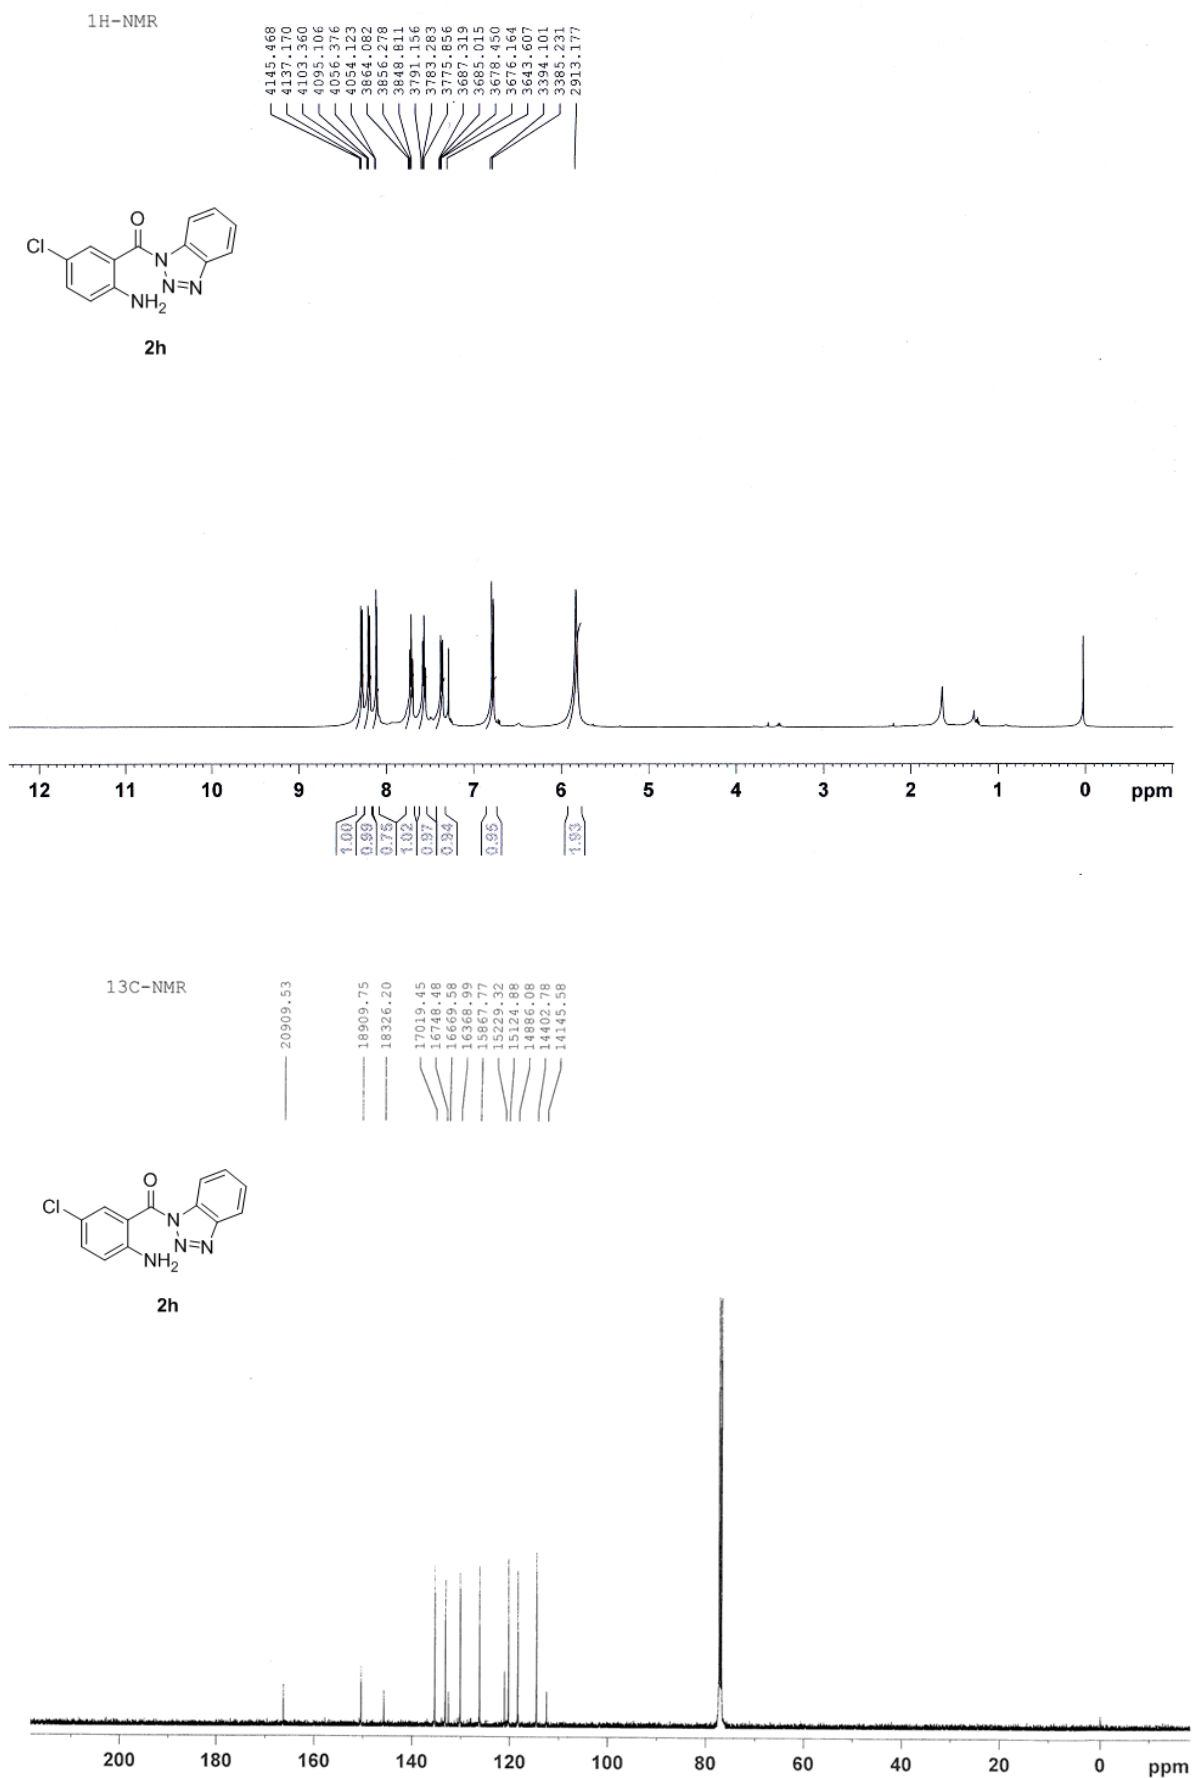 1H-NMR
4145.468
4137.170
4103.360
4095.106
4056.376
4054.123
3864.082
3856.278
3848.811
3791.156
3783.283
3775.856
3687.319
3685.015
3678.450
3676.164
3643.607
3394.101
3385.231
2913.177
O
Cl
N
N=N
NH2
2h
12 11 10 9 8 7 6 5 4 3 2 1 0 ppm
1.00
0.99
0.75
1.02
0.97
0.94
0.95
1.93
13C-NMR
20909.53
18909.75
18326.20
17019.45
16748.48
16669.58
16368.99
15867.77
15229.32
15124.88
14886.08
14402.78
14145.58
O
Cl
N
N=N
NH2
2h
200 180 160 140 120 100 80 60 40 20 0 ppm